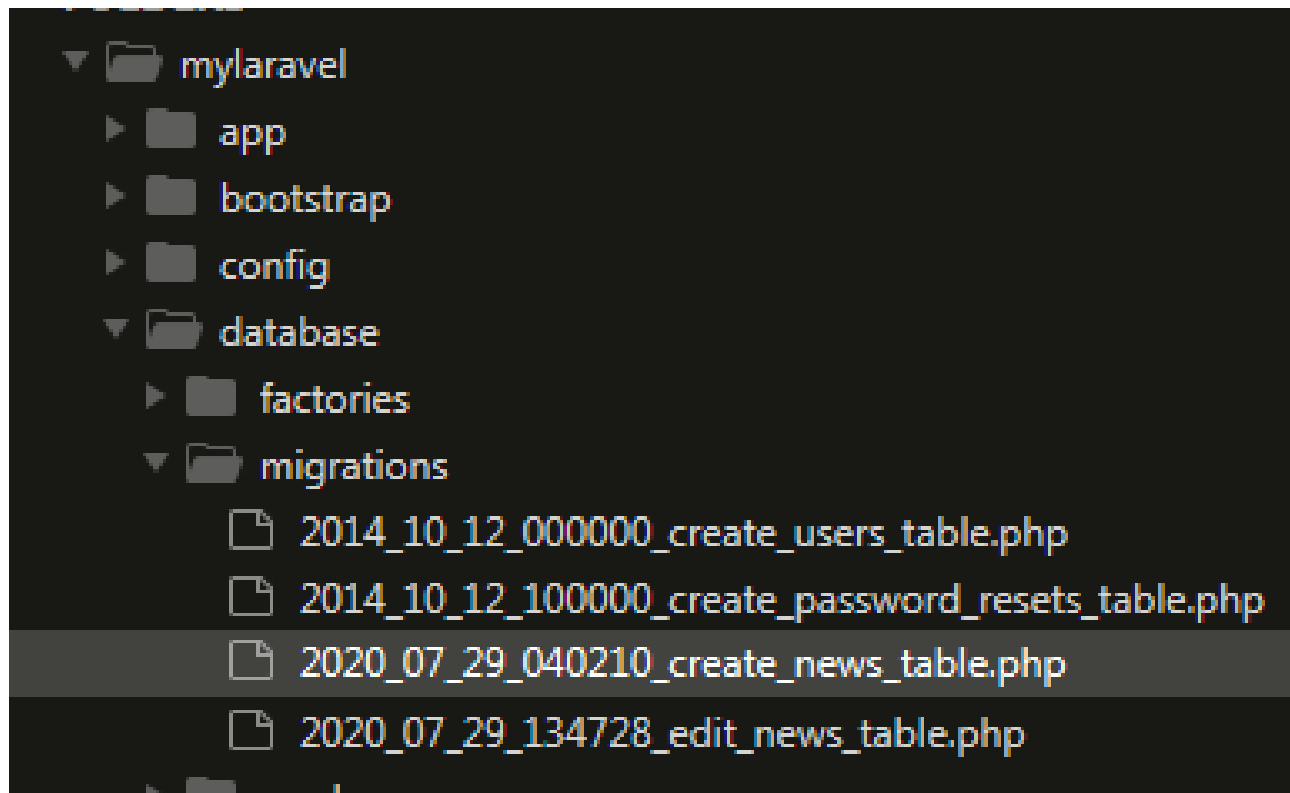 mylaravel
app
bootstrap
config
database
factories
migrations
2014_10_12_000000_create_users_table.php
2014_10_12_100000_create_password_resets_table.php
2020_07_29_040210_create_news_table.php
2020_07_29_134728_edit_news_table.php